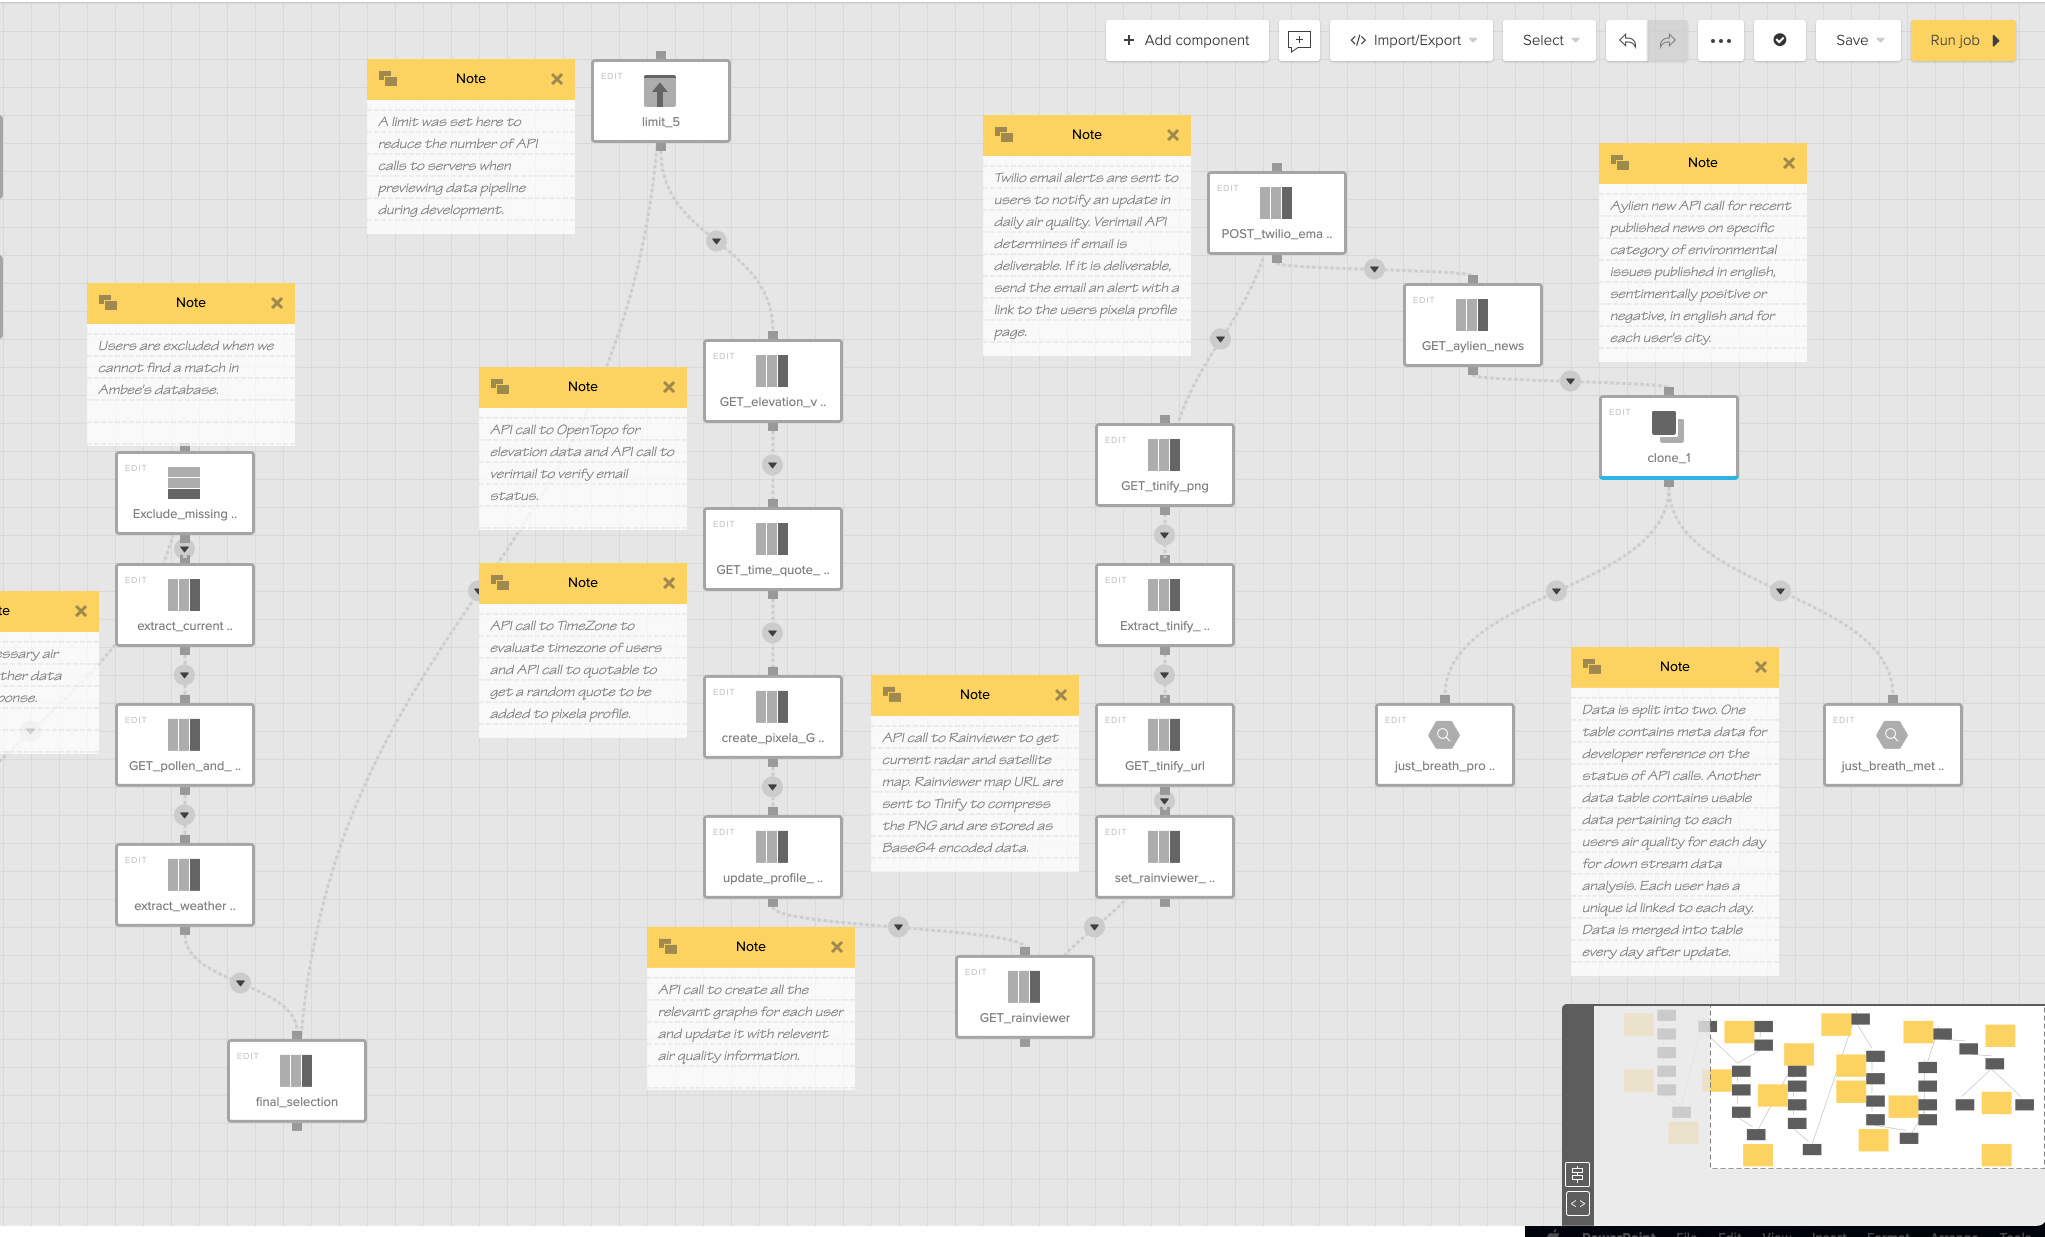 + Add component
Import/Export
Select
Save
Run job
Note
A limit was set here to
reduce the number of API
calls to servers when
previewing data pipeline
during development.
EDIT
limit_5
Note
Twilio email alerts are sent to
users to notify an update in
daily air quality. Verimail API
determines if email is
deliverable. If it is deliverable,
send the email an alert with a
link to the users pixela profile
page.
EDIT
POST_twilio_ema ..
Note
Aylien new API call for recent
published news on specific
category of environmental
issues published in english,
sentimentally positive or
negative, in english and for
each user's city.
EDIT
GET_aylien_news
Note
Users are excluded when we
cannot find a match in
Ambee's database.
EDIT
GET_elevation_v ..
Note
API call to OpenTopo for
elevation data and API call to
verimail to verify email
status.
EDIT
GET_tinify_png
EDIT
clone_1
EDIT
Exclude_missing ..
EDIT
GET_time_quote_ ..
EDIT
extract_current ..
Note
API call to TimeZone to
evaluate timezone of users
and API call to quotable to
get a random quote to be
added to pixela profile.
EDIT
Extract_tinify_ ..
te
essary air
ther data
ponse.
EDIT
GET_pollen_and_ ..
EDIT
create_pixela_G ..
Note
API call to Rainviewer to get
current radar and satellite
map. Rainviewer map URL are
sent to Tinify to compress
the PNG and are stored as
Base64 encoded data.
EDIT
GET_tinify_url
EDIT
just_breath_pro ..
Note
Data is split into two. One
table contains meta data for
developer reference on the
status of API calls. Another
data table contains usable
data pertaining to each
users air quality for each day
for down stream data
analysis. Each user has a
unique id linked to each day.
Data is merged into table
every day after update.
EDIT
just_breath_met ..
EDIT
extract_weather ..
EDIT
update_profile_ ..
EDIT
set_rainviewer_ ..
Note
API call to create all the
relevant graphs for each user
and update it with relevent
air quality information.
EDIT
GET_rainviewer
EDIT
final_selection
PowerPoint File Edit View Insert Format Arrange Tools